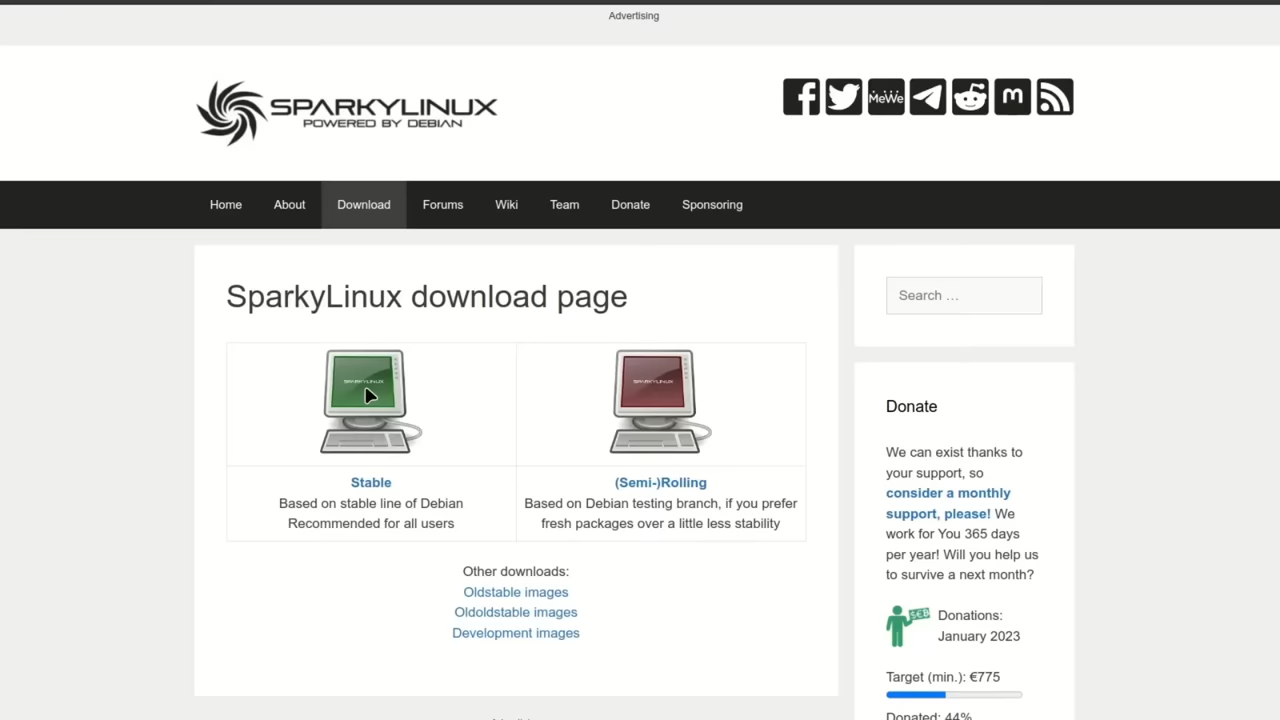 Advertising
SPARKYLINUX
POWERED BY DEBIAN
MeWe
Home About Download Forums Wiki Team Donate Sponsoring
SparkyLinux download page
Search …
SPARKYLINUX SPARKYLINUX
Stable
Based on stable line of Debian
Recommended for all users
(Semi-)Rolling
Based on Debian testing branch, if you prefer
fresh packages over a little less stability
Other downloads:
Oldstable images
Oldoldstable images
Development images
Donate
We can exist thanks to
your support, so
consider a monthly
support, please! We
work for You 365 days
per year! Will you help us
to survive a next month?
Donations:
January 2023
Target (min.): €775
Donated: 44%